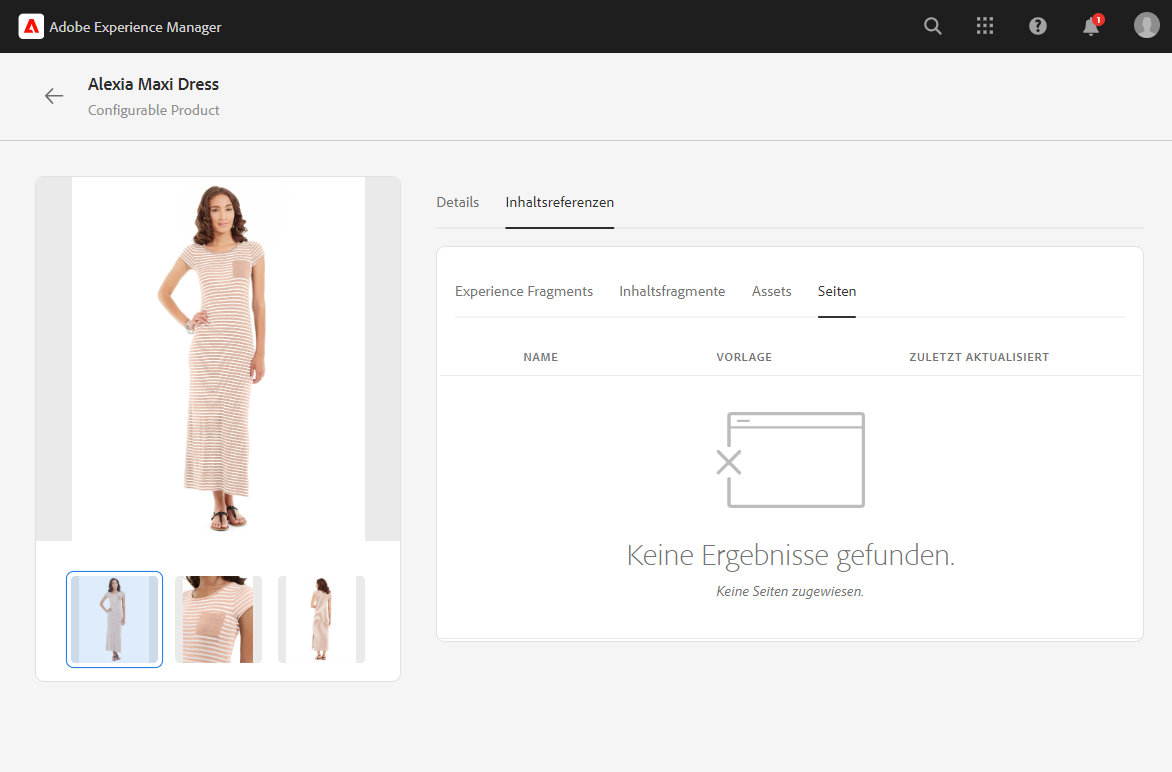 Adobe Experience Manager
1
Alexia Maxi Dress
Configurable Product
Details Inhaltsreferenzen
Experience Fragments Inhaltsfragmente Assets Seiten
NAME VORLAGE ZULETZT AKTUALISIERT
Keine Ergebnisse gefunden.
Keine Seiten zugewiesen.